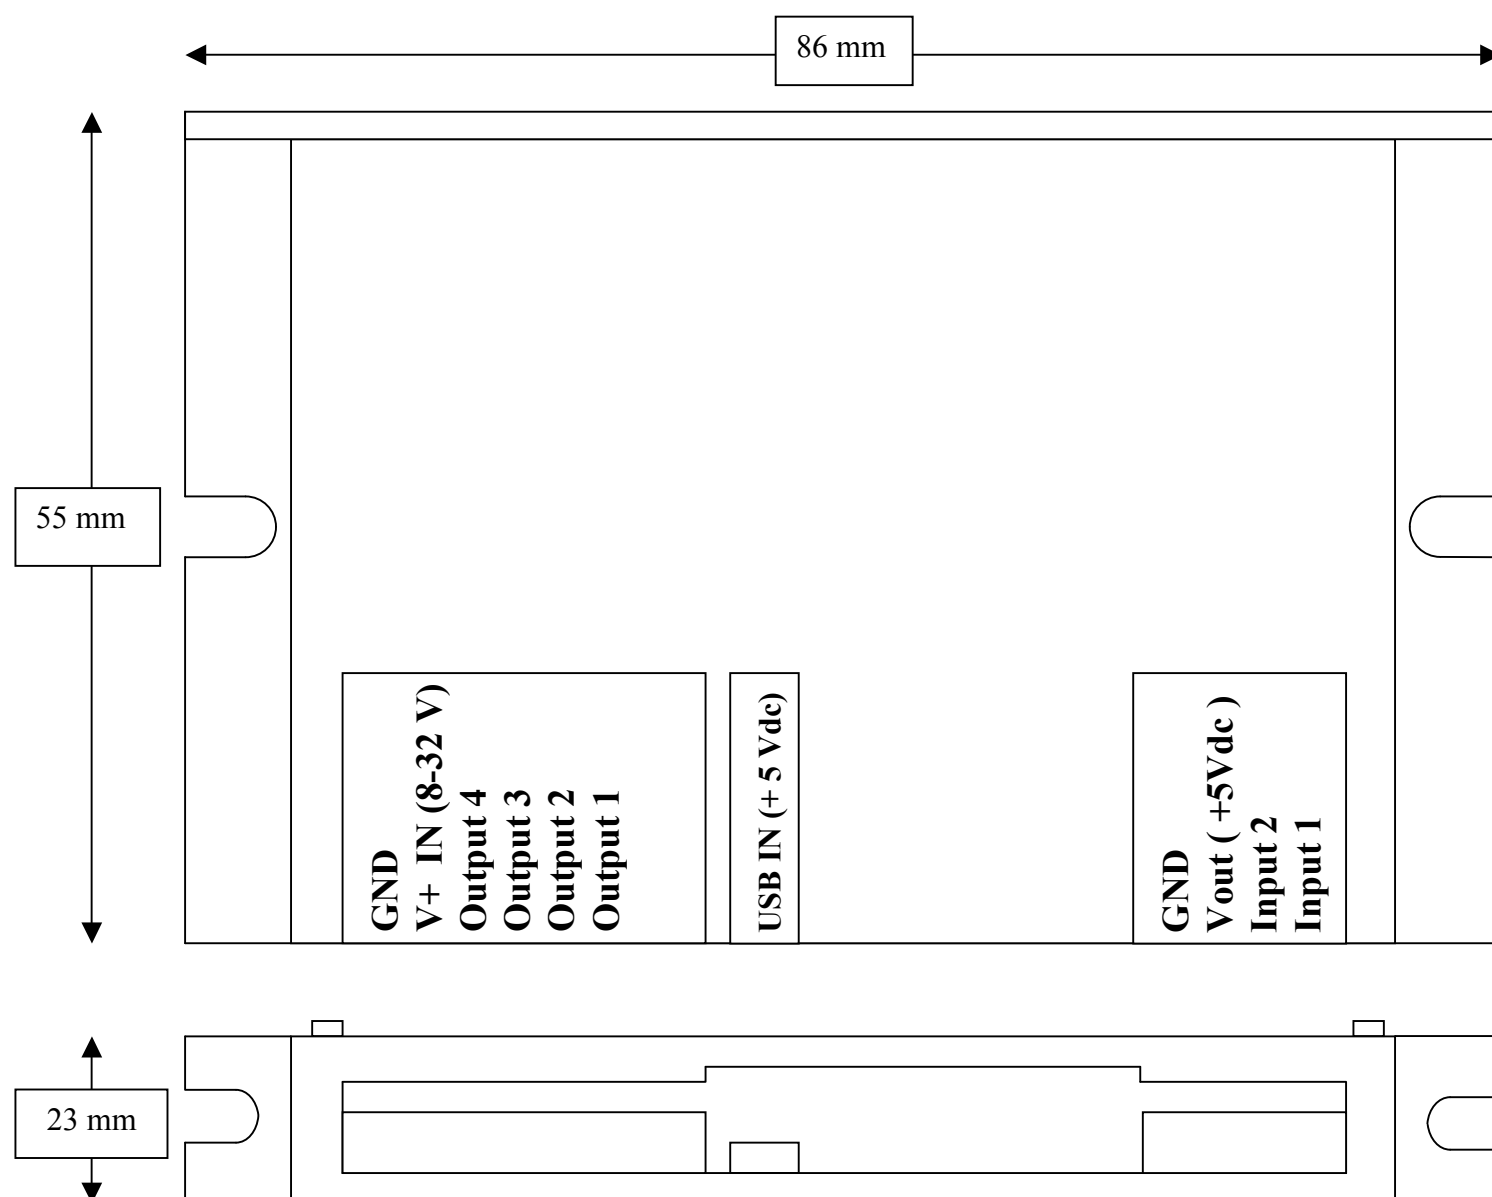 86 mm
55 mm
GND
V+ IN (8-32 V)
Output 4
Output 3
Output 2
Output 1
USB IN (+ 5 Vdc)
GND
Vout ( +5Vdc )
Input 2
Input 1
23 mm